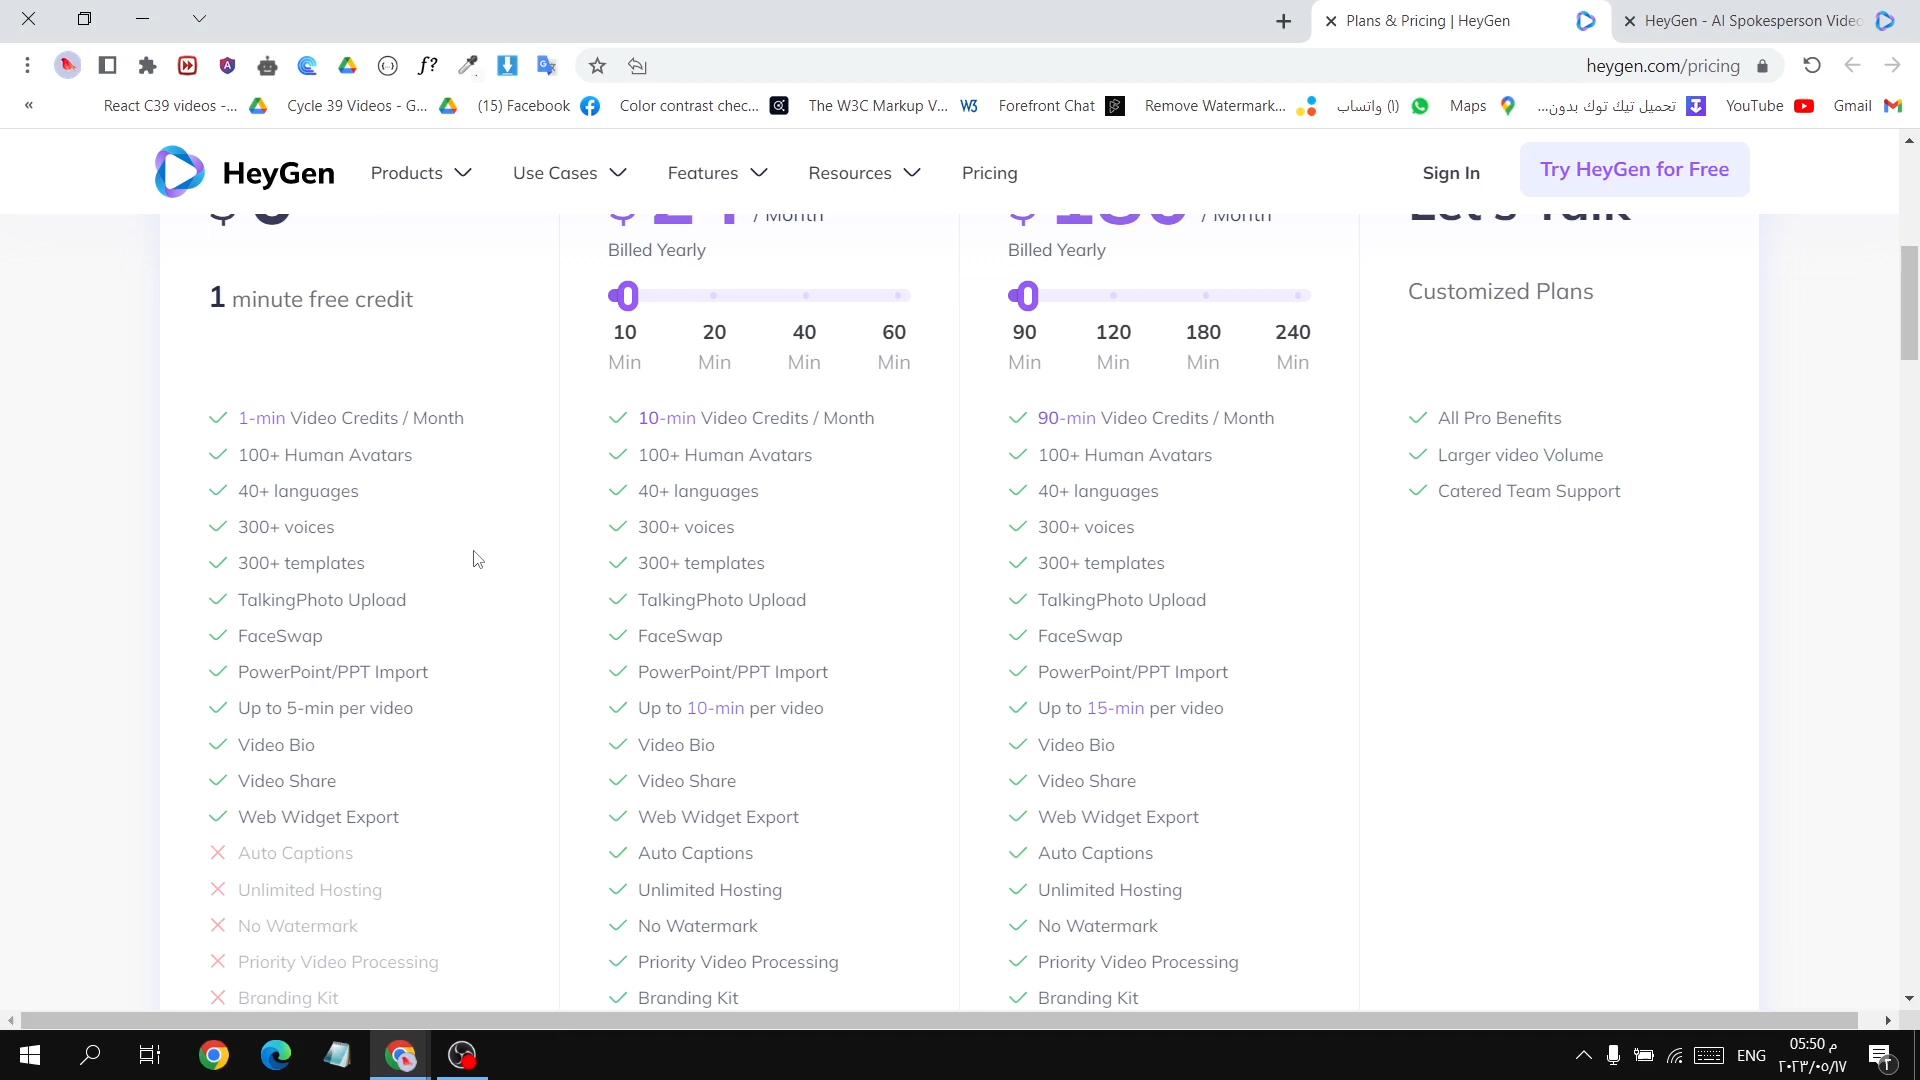 Plans & Pricing | HeyGen
HeyGen - AI Spokesperson Video
heygen.com/pricing
React C39 videos -...
Cycle 39 Videos - G...
(15) Facebook
Color contrast chec...
The W3C Markup V...
Forefront Chat
Remove Watermark...
(1) واتساب
Maps
تحميل تيك توك بدون...
YouTube
Gmail
HeyGen
Products
Use Cases
Features
Resources
Pricing
Sign In
Try HeyGen for Free
/ Month
/ Month
Let's Talk
Billed Yearly
Billed Yearly
1 minute free credit
Customized Plans
10 20 40 60
Min Min Min Min
90 120 180 240
Min Min Min Min
1-min Video Credits / Month
100+ Human Avatars
40+ languages
300+ voices
300+ templates
TalkingPhoto Upload
FaceSwap
PowerPoint/PPT Import
Up to 5-min per video
Video Bio
Video Share
Web Widget Export
Auto Captions
Unlimited Hosting
No Watermark
Priority Video Processing
Branding Kit
10-min Video Credits / Month
100+ Human Avatars
40+ languages
300+ voices
300+ templates
TalkingPhoto Upload
FaceSwap
PowerPoint/PPT Import
Up to 10-min per video
Video Bio
Video Share
Web Widget Export
Auto Captions
Unlimited Hosting
No Watermark
Priority Video Processing
Branding Kit
90-min Video Credits / Month
100+ Human Avatars
40+ languages
300+ voices
300+ templates
TalkingPhoto Upload
FaceSwap
PowerPoint/PPT Import
Up to 15-min per video
Video Bio
Video Share
Web Widget Export
Auto Captions
Unlimited Hosting
No Watermark
Priority Video Processing
Branding Kit
All Pro Benefits
Larger video Volume
Catered Team Support
ENG
05:50 م
٢٠٢٣/٠٥/١٧